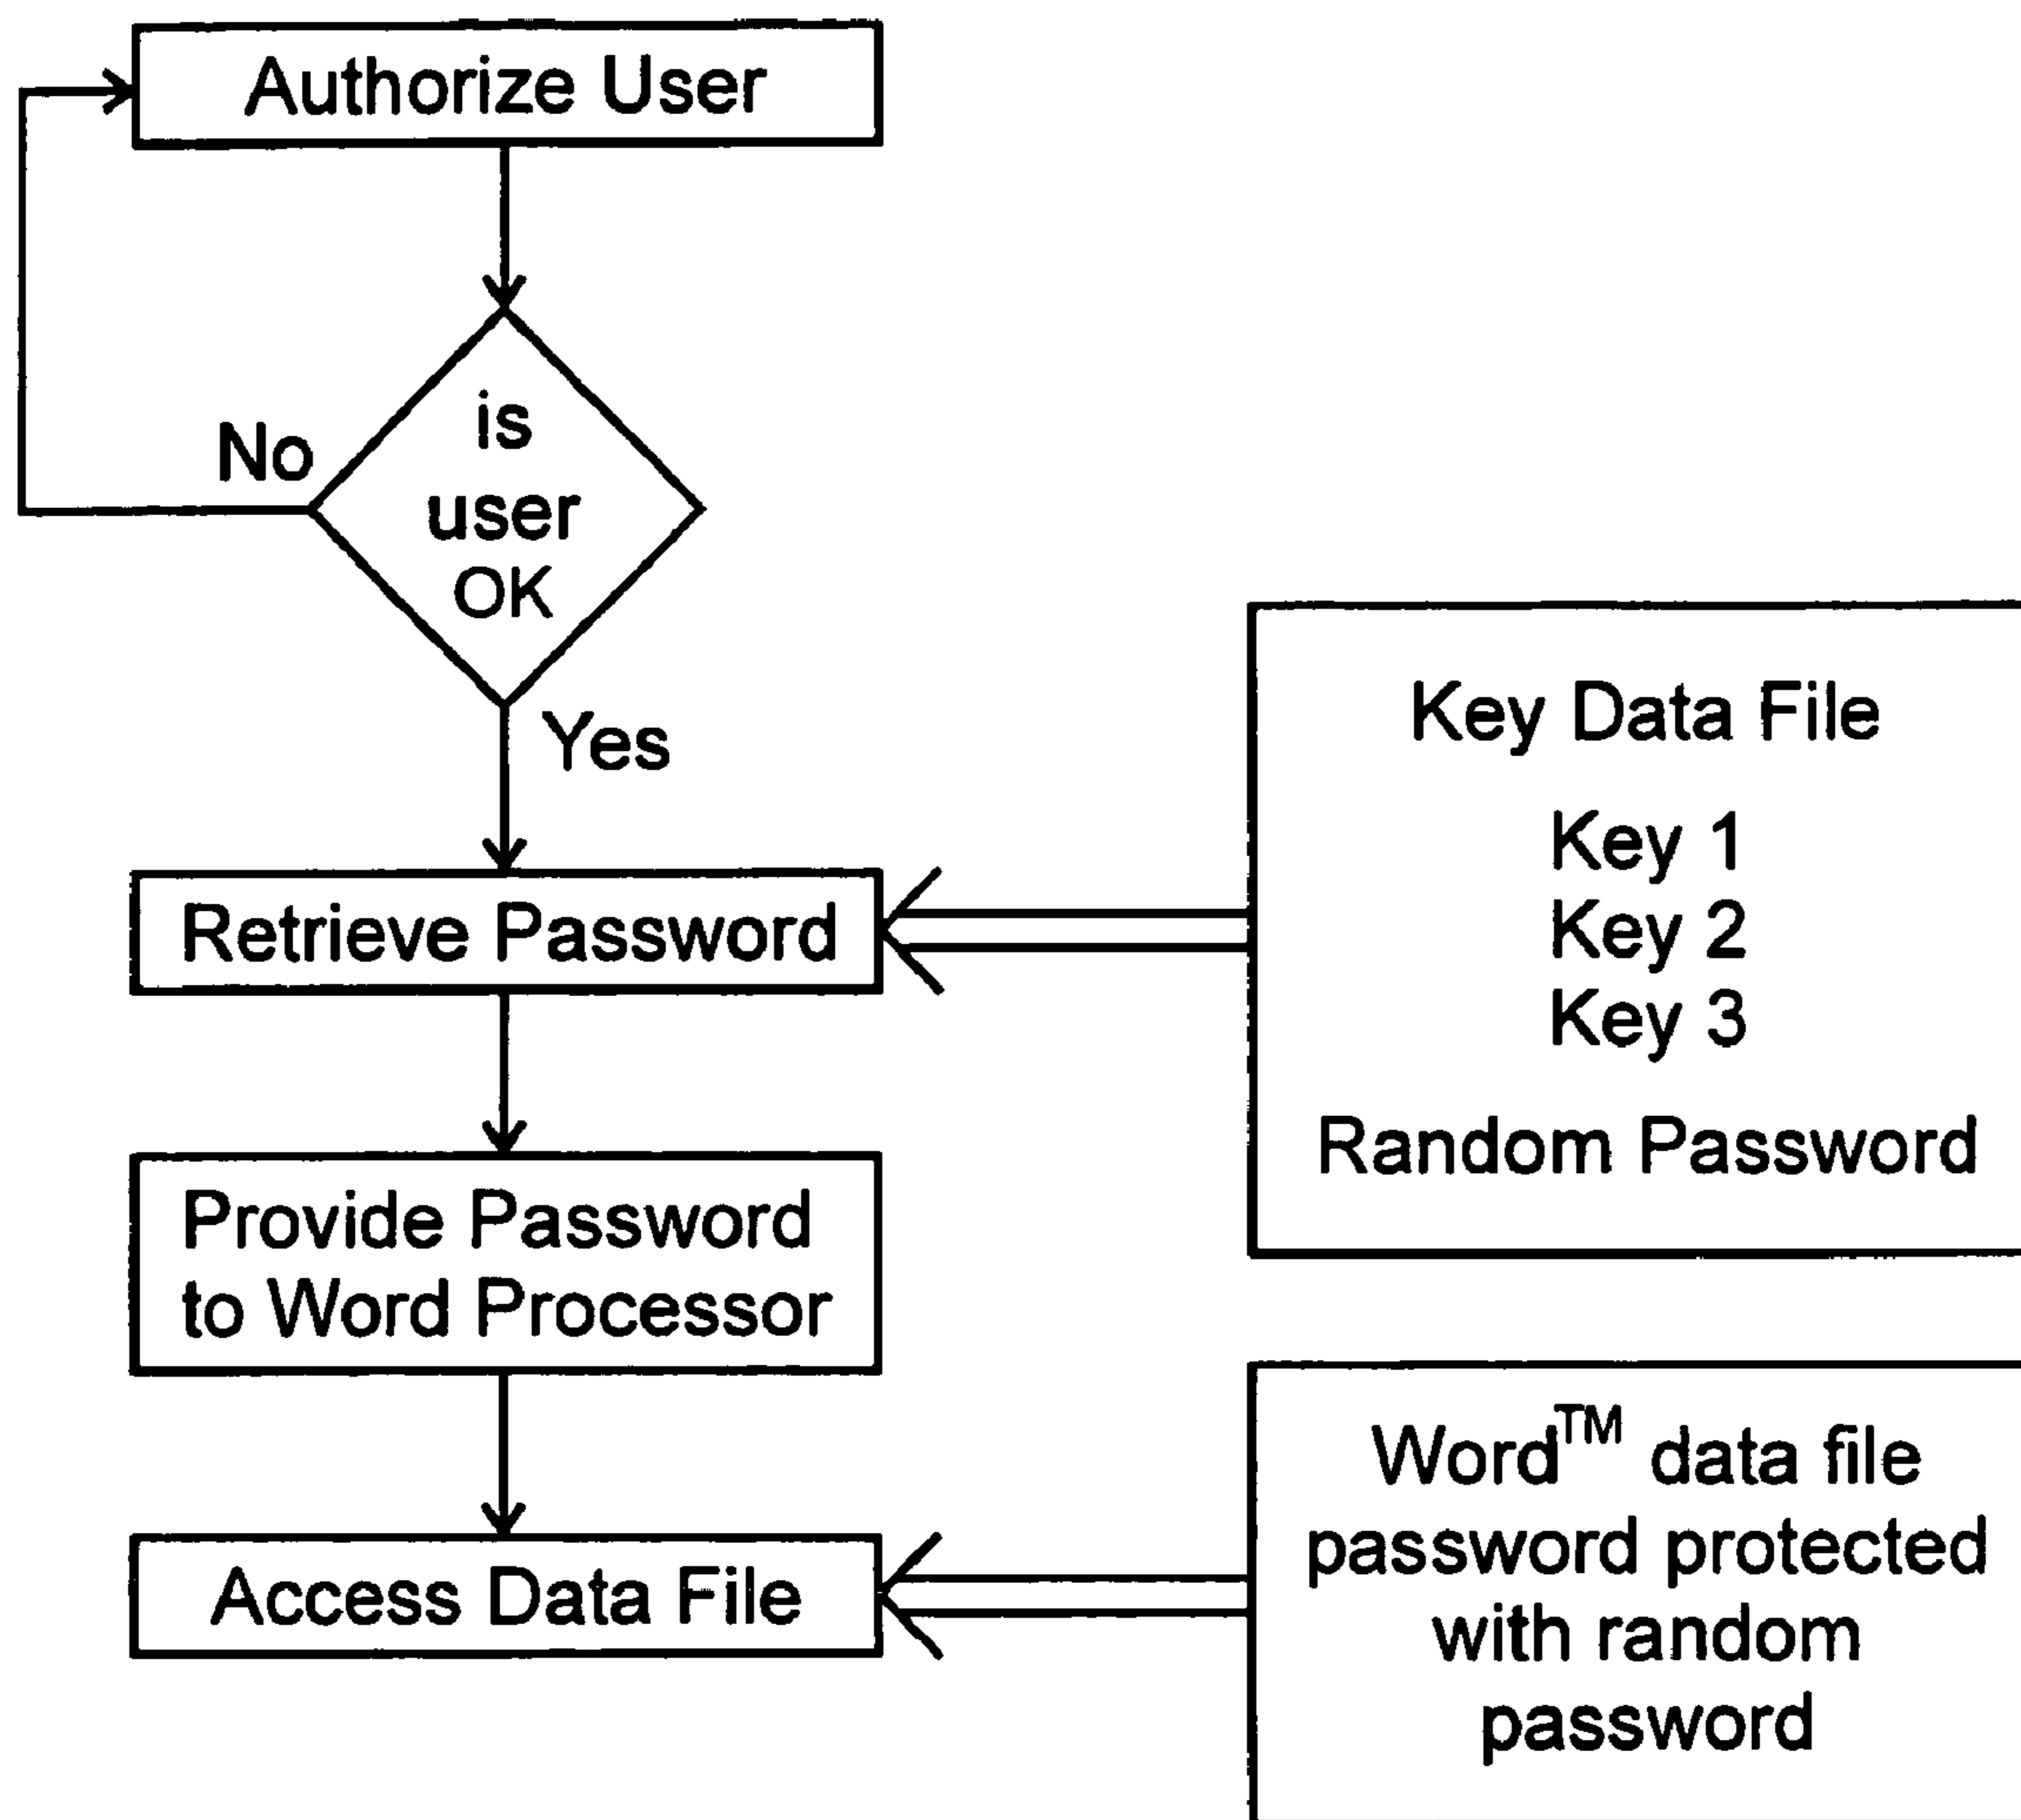 Authorize User
is
user
OK
No
Yes
Retrieve Password
Provide Password
to Word Processor
Access Data File
Key Data File
Key 1
Key 2
Key 3
Random Password
Word™ data file
password protected
with random
password